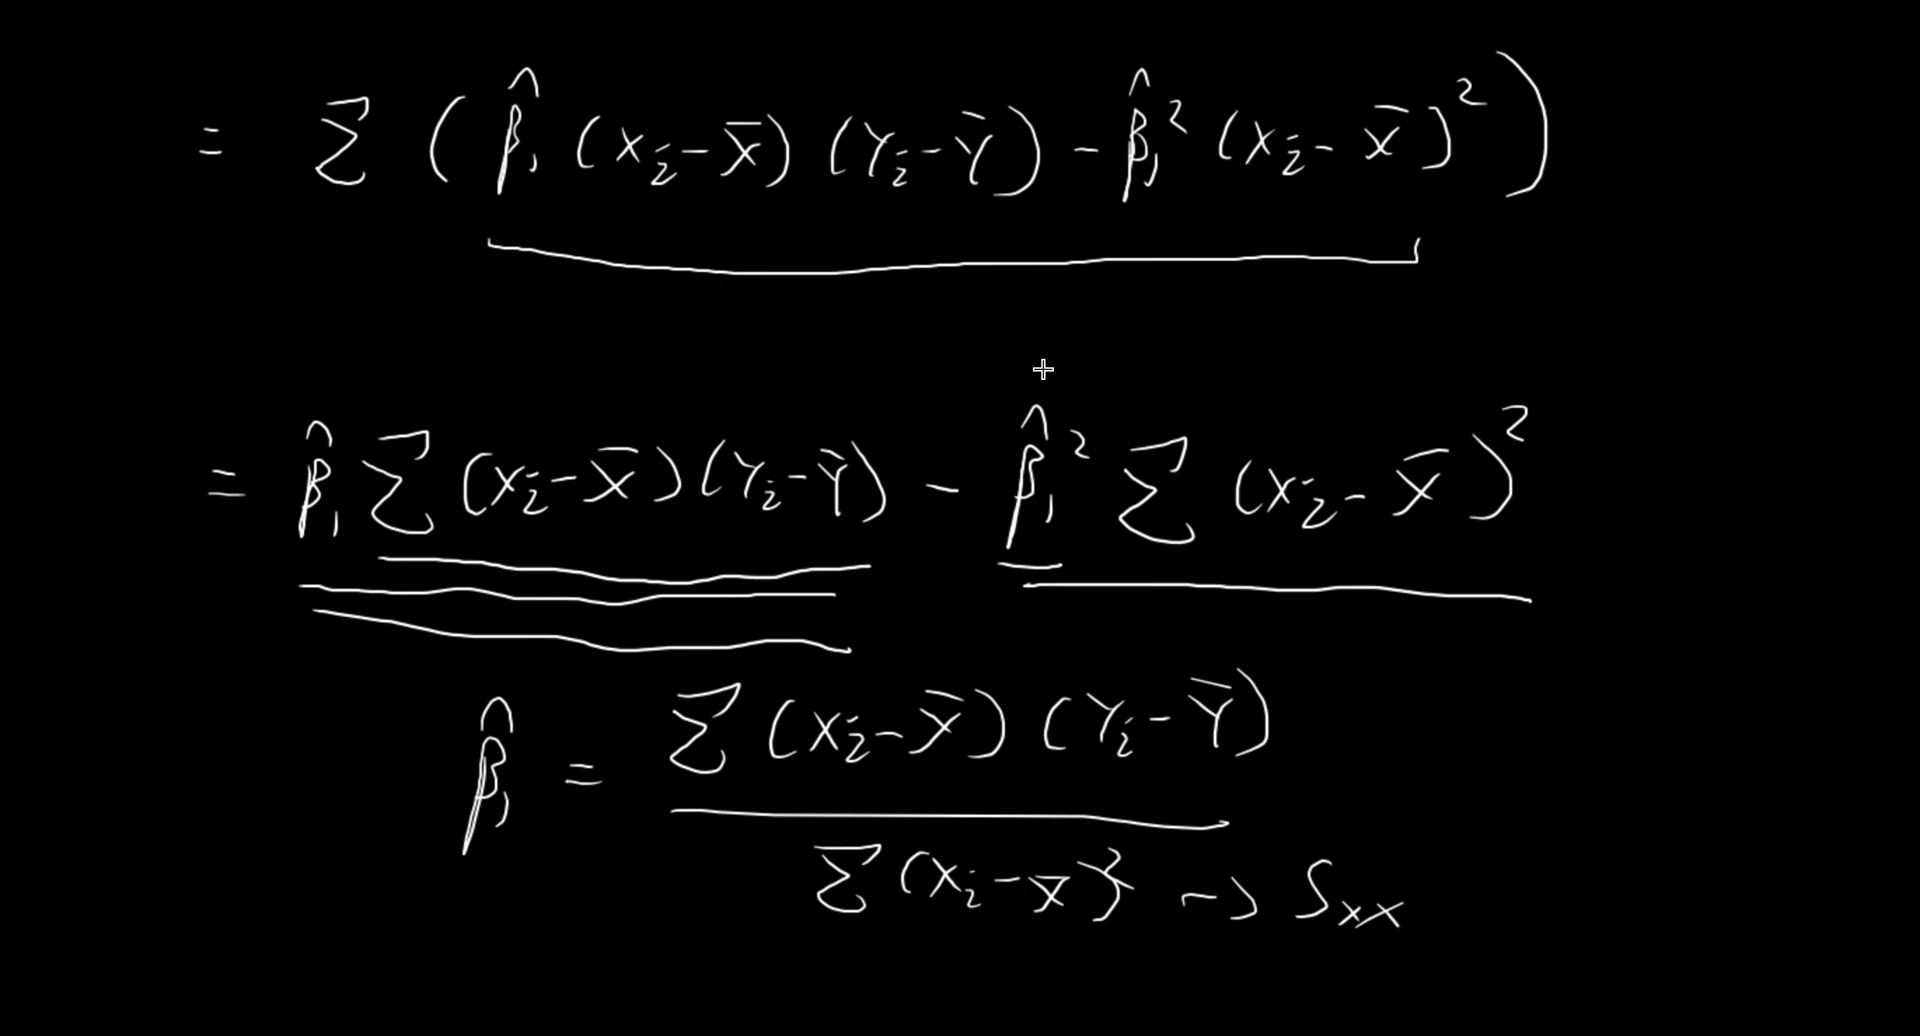 = Σ ( β̂₁ (Xᵢ - X̄) (Yᵢ - Ȳ) - β̂₁² (Xᵢ - X̄)² )
= β̂₁ Σ (Xᵢ - X̄) (Yᵢ - Ȳ) - β̂₁² Σ (Xᵢ - X̄)²
β̂₁ = Σ (Xᵢ - X̄) (Yᵢ - Ȳ)
Σ (Xᵢ - X̄)² → Sxx